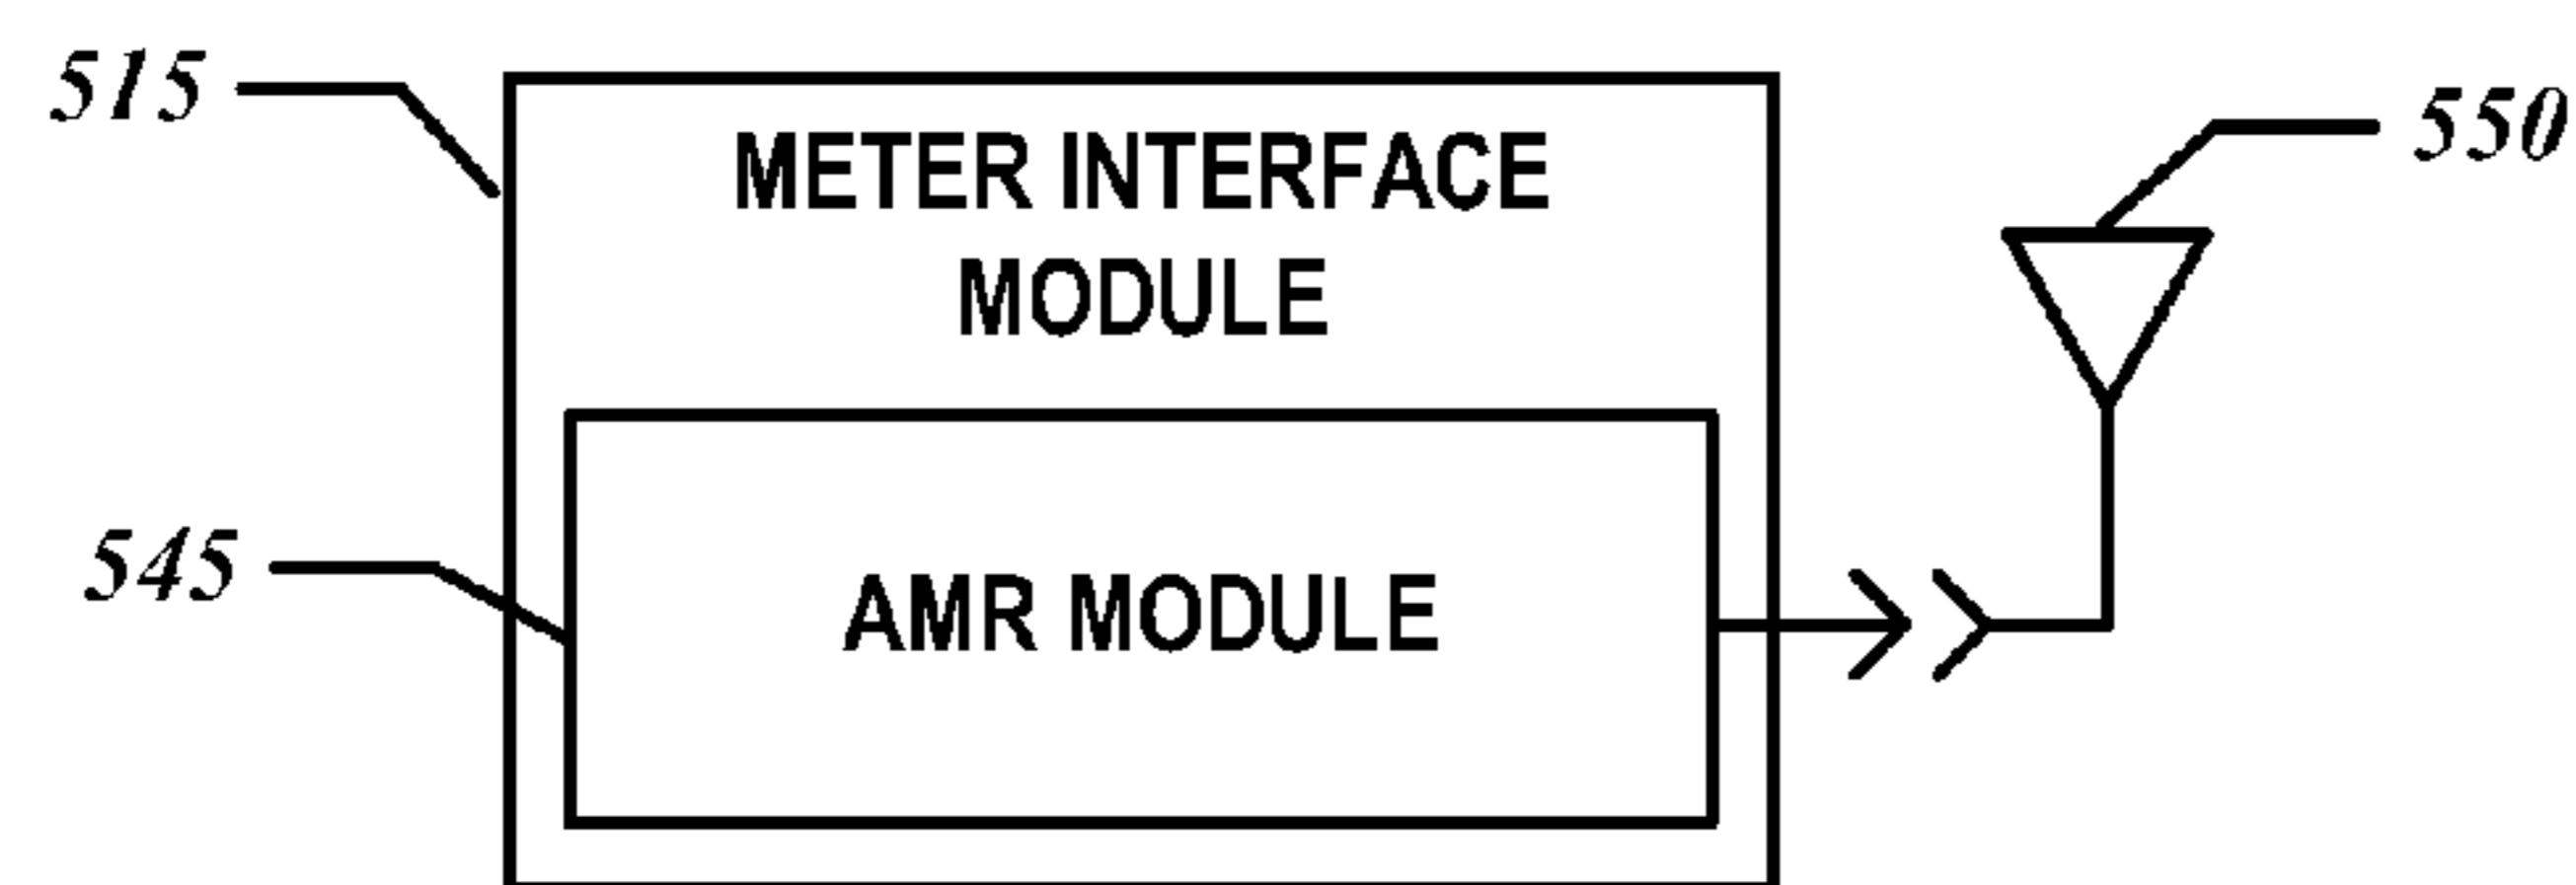 515
METER INTERFACE
MODULE
550
545
AMR MODULE